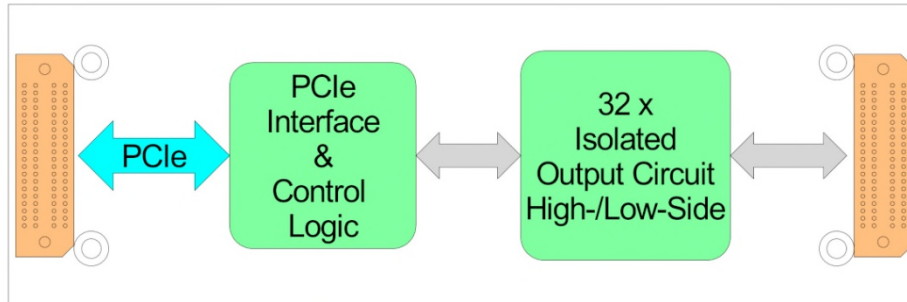 PCIe
PCIe
Interface
&
Control
Logic
32 x
Isolated
Output Circuit
High-/Low-Side